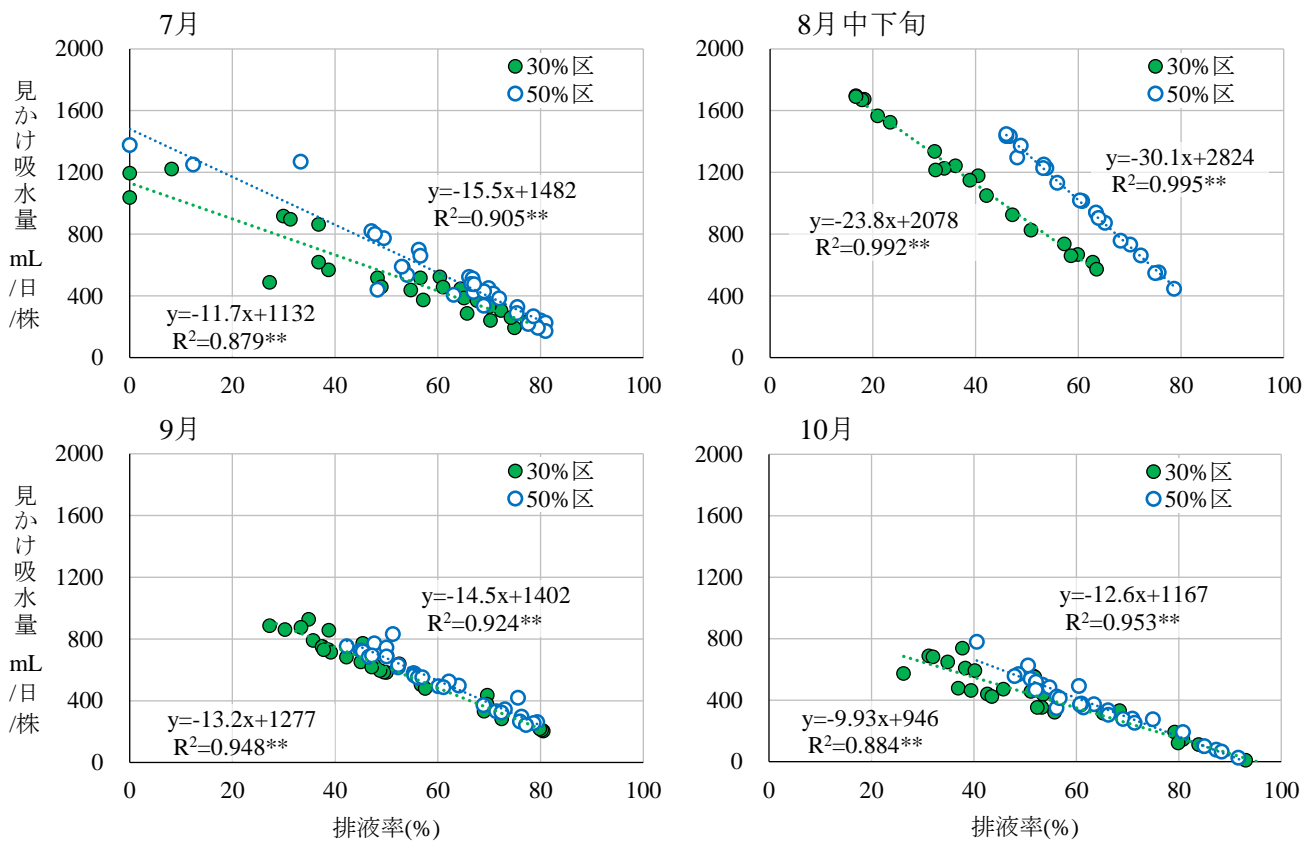 7月
2000
1600
1200
800
400
0
0 20 40 60 80 100
見かけ吸水量 mL/日/株
30%区
50%区
y=-15.5x+1482
R²=0.905**
y=-11.7x+1132
R²=0.879**
8月中下旬
2000
1600
1200
800
400
0
0 20 40 60 80 100
30%区
50%区
y=-30.1x+2824
R²=0.995**
y=-23.8x+2078
R²=0.992**
9月
2000
1600
1200
800
400
0
0 20 40 60 80 100
見かけ吸水量 mL/日/株
排液率(%)
30%区
50%区
y=-14.5x+1402
R²=0.924**
y=-13.2x+1277
R²=0.948**
10月
2000
1600
1200
800
400
0
0 20 40 60 80 100
排液率(%)
30%区
50%区
y=-12.6x+1167
R²=0.953**
y=-9.93x+946
R²=0.884**